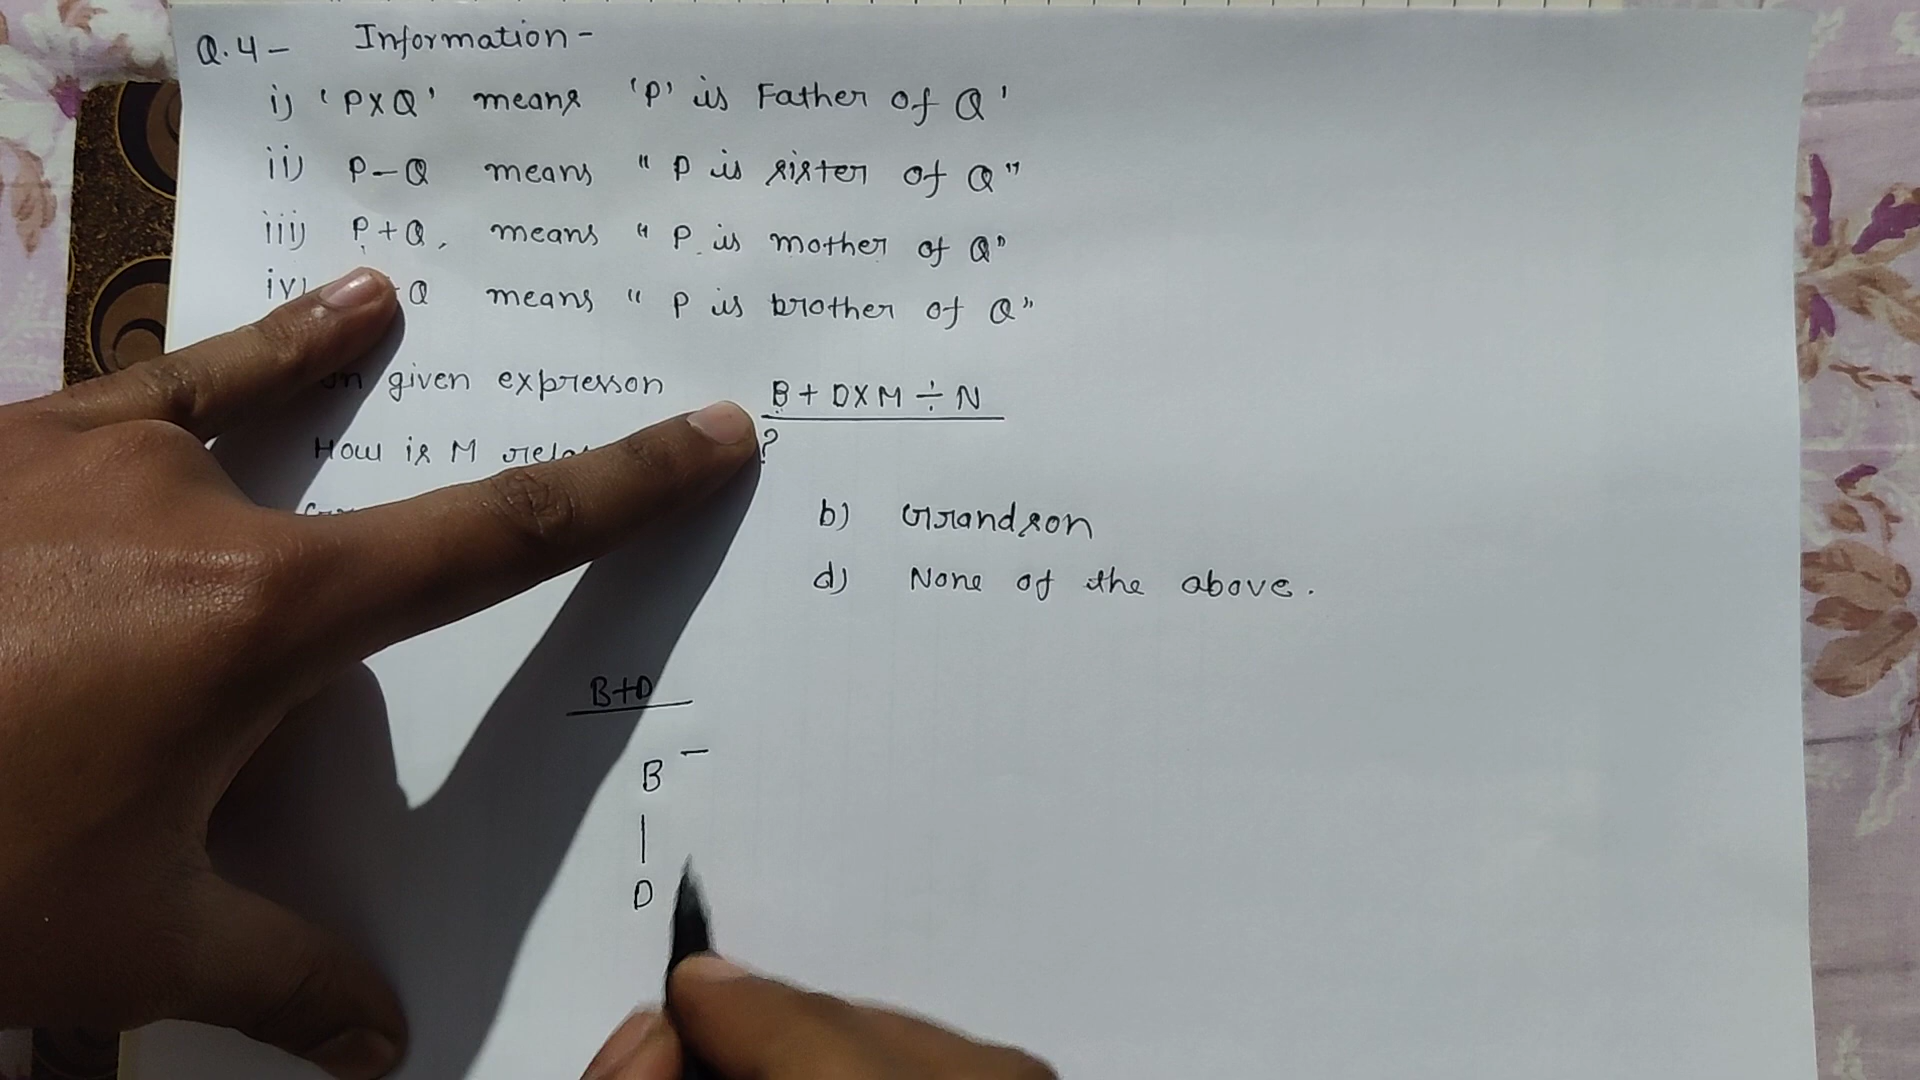 Q.4- Information-
i) 'P×Q' means 'P' is Father of Q'
ii) P-Q means "P is sister of Q"
iii) P+Q, means "P is mother of Q"
iv) Q means "P is brother of Q"
given expresson B+D×M÷N
How is M ?
b) Grandson
d) None of the above.
B+D
B -
|
D